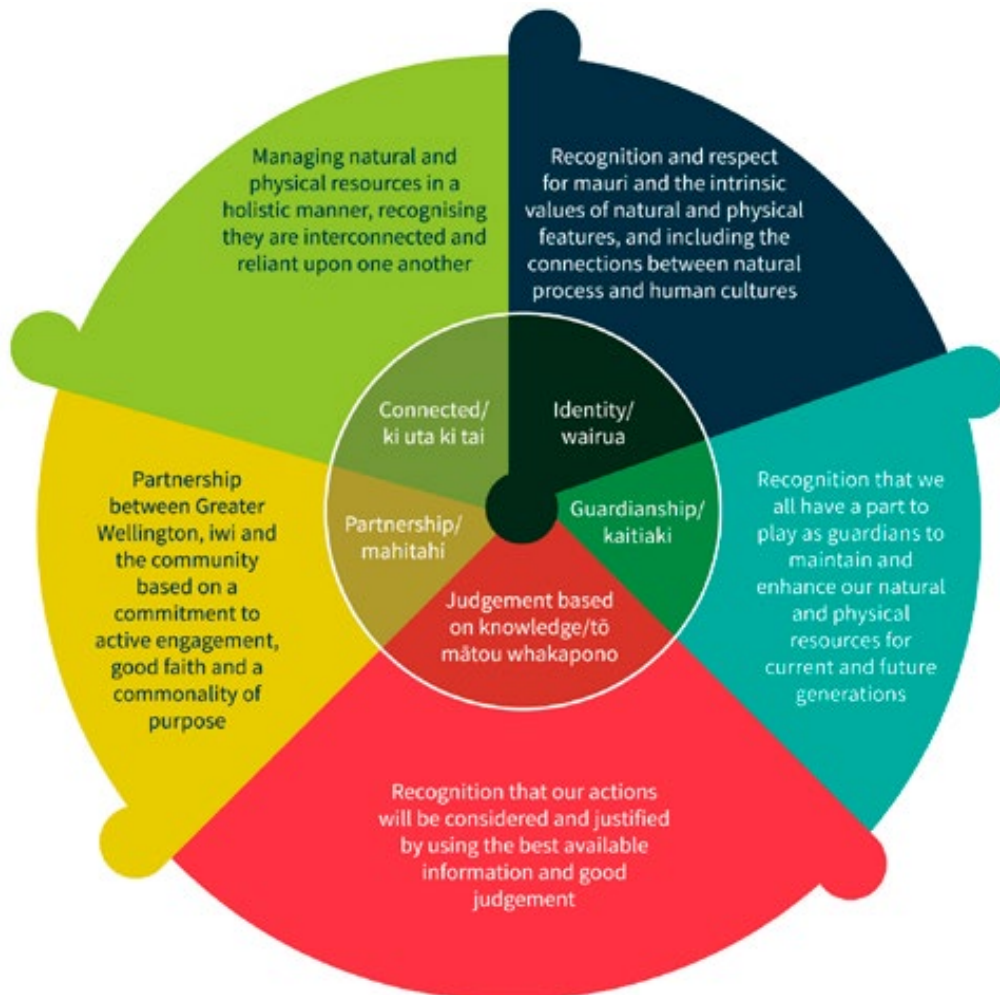 Managing natural and
physical resources in a
holistic manner, recognising
they are interconnected and
reliant upon one another
Recognition and respect
for mauri and the intrinsic
values of natural and physical
features, and including the
connections between natural
process and human cultures
Connected/
ki uta ki tai
Identity/
wairua
Partnership
between Greater
Wellington, iwi and
the community
based on a
commitment to
active engagement,
good faith and a
commonality of
purpose
Partnership/
mahitahi
Guardianship/
kaitiaki
Recognition that we
all have a part to
play as guardians to
maintain and
enhance our natural
and physical
resources for
current and future
generations
Judgement based
on knowledge/tō
mātou whakapono
Recognition that our actions
will be considered and justified
by using the best available
information and good
judgement